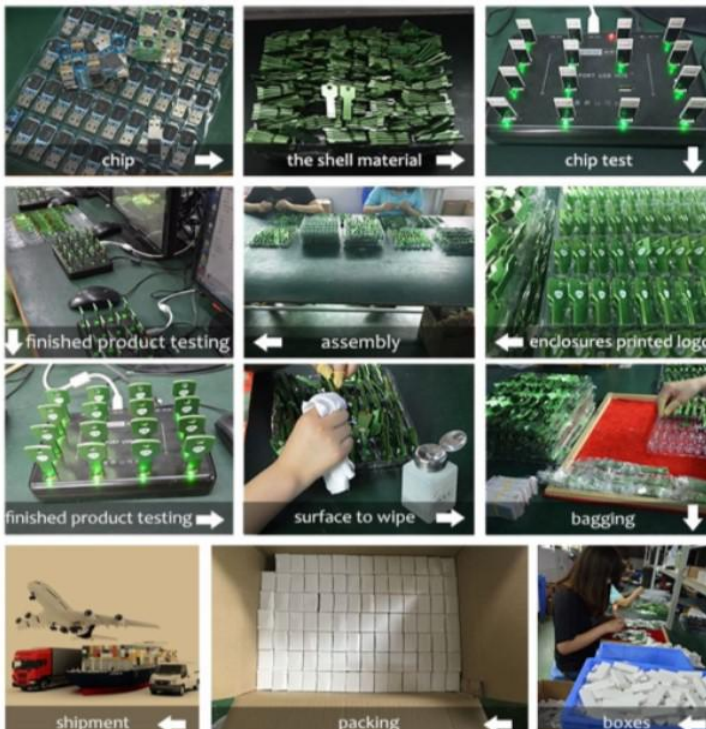 chip
the shell material
chip test
finished product testing
assembly
enclosures printed logo
finished product testing
surface to wipe
bagging
shipment
packing
boxes